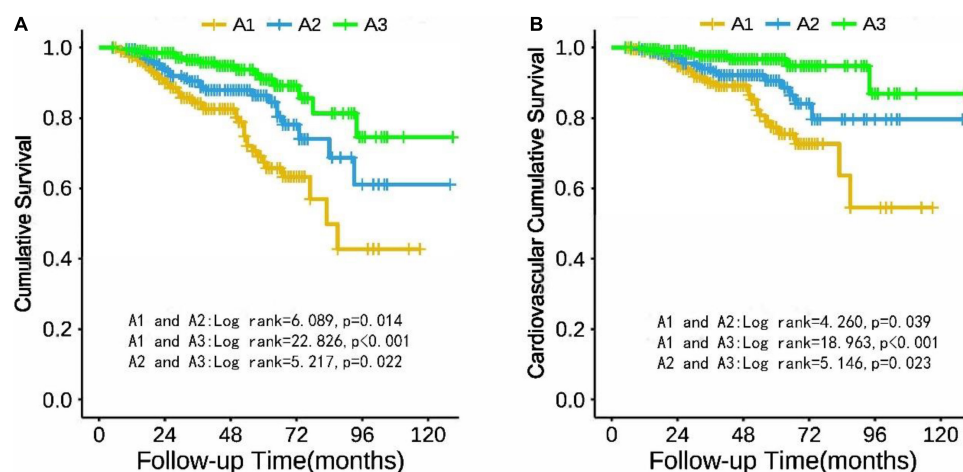 A
A1 A2 A3
1.0
0.8
0.6
0.4
0.2
0.0
Cumulative Survival
A1 and A2:Log rank=6.089,p=0.014
A1 and A3:Log rank=22.826,p<0.001
A2 and A3:Log rank=5.217,p=0.022
0 24 48 72 96 120
Follow-up Time(months)
B
A1 A2 A3
1.0
0.8
0.6
0.4
0.2
0.0
Cardiovascular Cumulative Survival
A1 and A2:Log rank=4.260,p=0.039
A1 and A3:Log rank=18.963,p<0.001
A2 and A3:Log rank=5.146,p=0.023
0 24 48 72 96 120
Follow-up Time(months)